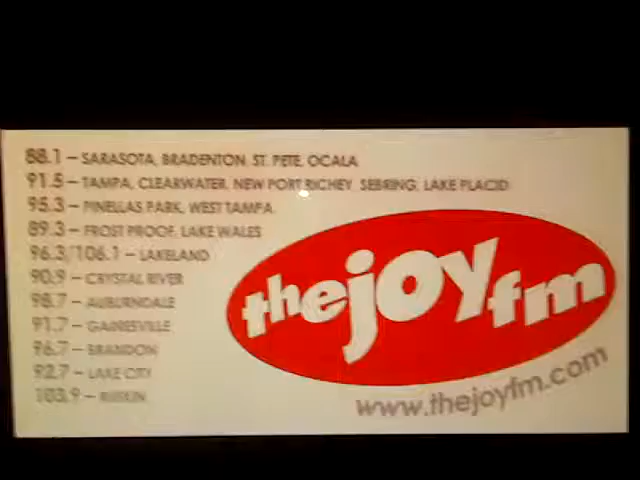 88.1 – SARASOTA, BRADENTON, ST. PETE, OCALA
91.5 – TAMPA, CLEARWATER, NEW PORT RICHEY, SEBRING, LAKE PLACID
95.3 – PINELLAS PARK, WEST TAMPA
89.3 – FROST PROOF, LAKE WALES
96.3/106.1 – LAKELAND
90.9 – CRYSTAL RIVER
98.7 – AUBURNDALE
91.7 – GAINESVILLE
96.7 – BRANDON
92.7 – LAKE CITY
103.9 – RUSKIN
thejoyfm
www.thejoyfm.com